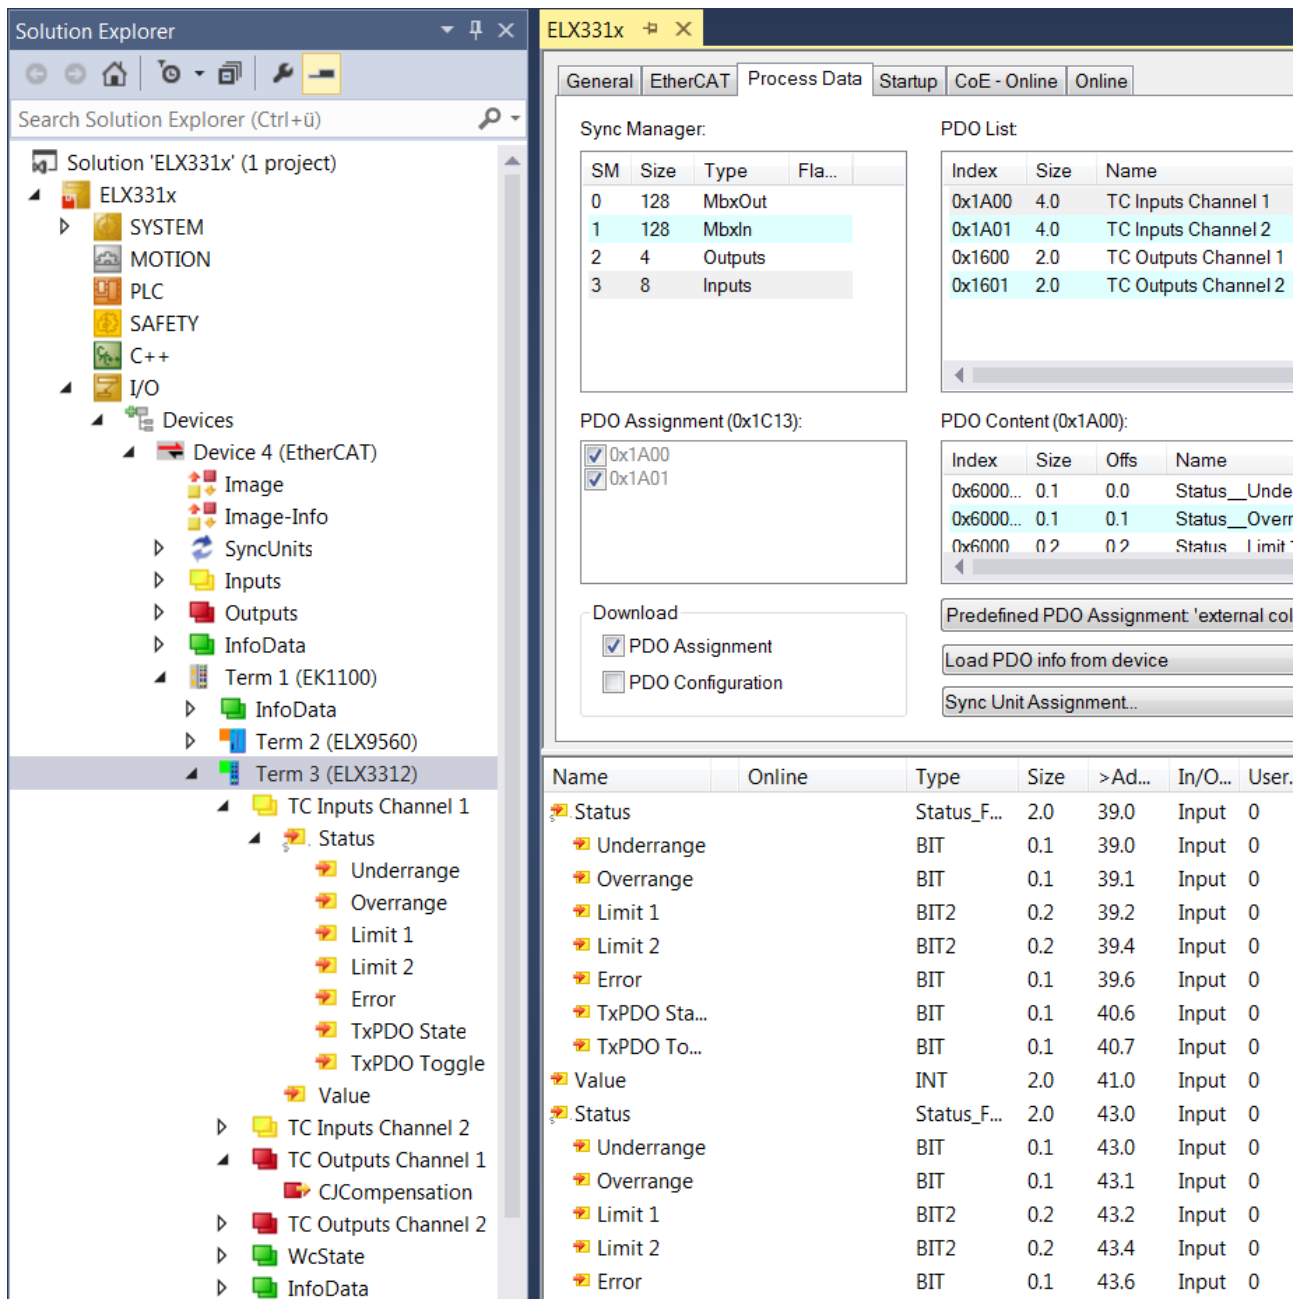 Solution Explorer
Search Solution Explorer (Ctrl+ü)
Solution 'ELX331x' (1 project)
ELX331x
SYSTEM
MOTION
PLC
SAFETY
C++
I/O
Devices
Device 4 (EtherCAT)
Image
Image-Info
SyncUnits
Inputs
Outputs
InfoData
Term 1 (EK1100)
InfoData
Term 2 (ELX9560)
Term 3 (ELX3312)
TC Inputs Channel 1
Status
Underrange
Overrange
Limit 1
Limit 2
Error
TxPDO State
TxPDO Toggle
Value
TC Inputs Channel 2
TC Outputs Channel 1
CJCompensation
TC Outputs Channel 2
WcState
InfoData
ELX331x
General EtherCAT Process Data Startup CoE - Online Online
Sync Manager:
SM Size Type Fla...
0 128 MbxOut
1 128 MbxIn
2 4 Outputs
3 8 Inputs
PDO List:
Index Size Name
0x1A00 4.0 TC Inputs Channel 1
0x1A01 4.0 TC Inputs Channel 2
0x1600 2.0 TC Outputs Channel 1
0x1601 2.0 TC Outputs Channel 2
PDO Assignment (0x1C13):
0x1A00
0x1A01
PDO Content (0x1A00):
Index Size Offs Name
0x6000... 0.1 0.0 Status__Unde
0x6000... 0.1 0.1 Status__Overr
0x6000 0.2 0.2 Status Limit
Download
PDO Assignment
PDO Configuration
Predefined PDO Assignment: 'external col
Load PDO info from device
Sync Unit Assignment...
Name Online Type Size >Ad... In/O... User.
Status Status_F... 2.0 39.0 Input 0
Underrange BIT 0.1 39.0 Input 0
Overrange BIT 0.1 39.1 Input 0
Limit 1 BIT2 0.2 39.2 Input 0
Limit 2 BIT2 0.2 39.4 Input 0
Error BIT 0.1 39.6 Input 0
TxPDO Sta... BIT 0.1 40.6 Input 0
TxPDO To... BIT 0.1 40.7 Input 0
Value INT 2.0 41.0 Input 0
Status Status_F... 2.0 43.0 Input 0
Underrange BIT 0.1 43.0 Input 0
Overrange BIT 0.1 43.1 Input 0
Limit 1 BIT2 0.2 43.2 Input 0
Limit 2 BIT2 0.2 43.4 Input 0
Error BIT 0.1 43.6 Input 0